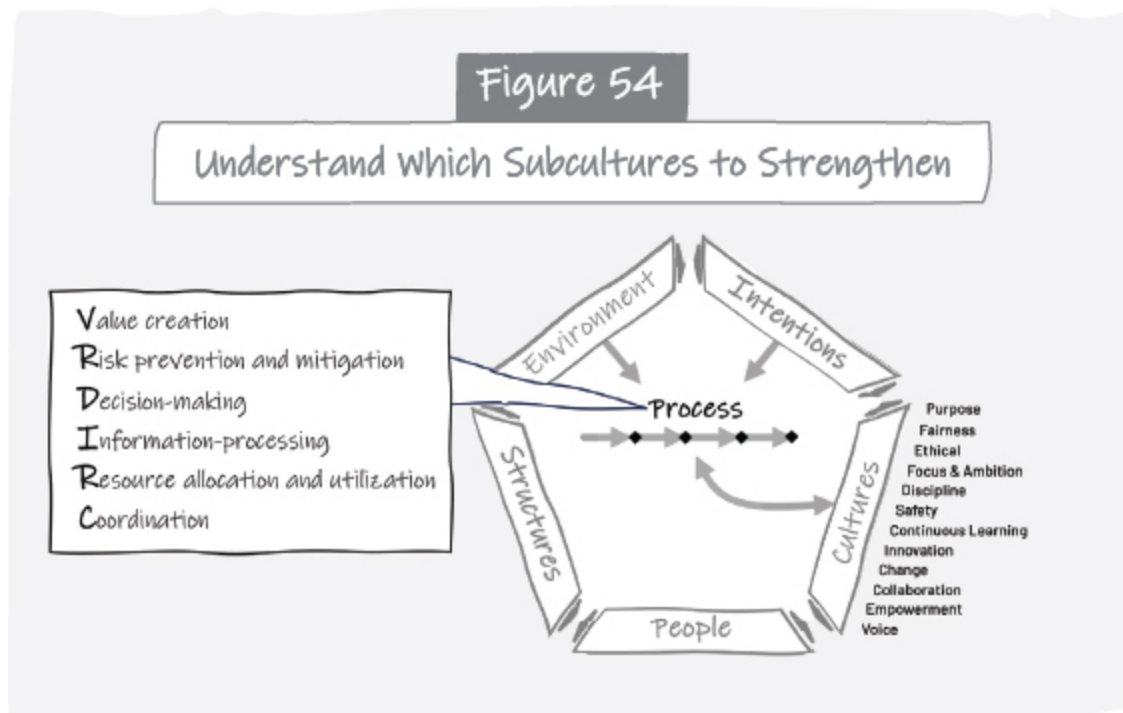 Figure 54
Understand Which Subcultures to Strengthen
Value creation
Risk prevention and mitigation
Decision-making
Information-processing
Resource allocation and utilization
Coordination
Environment
Intentions
Process
Structures
Cultures
People
Purpose
Fairness
Ethical
Focus & Ambition
Discipline
Safety
Continuous Learning
Innovation
Change
Collaboration
Empowerment
Voice